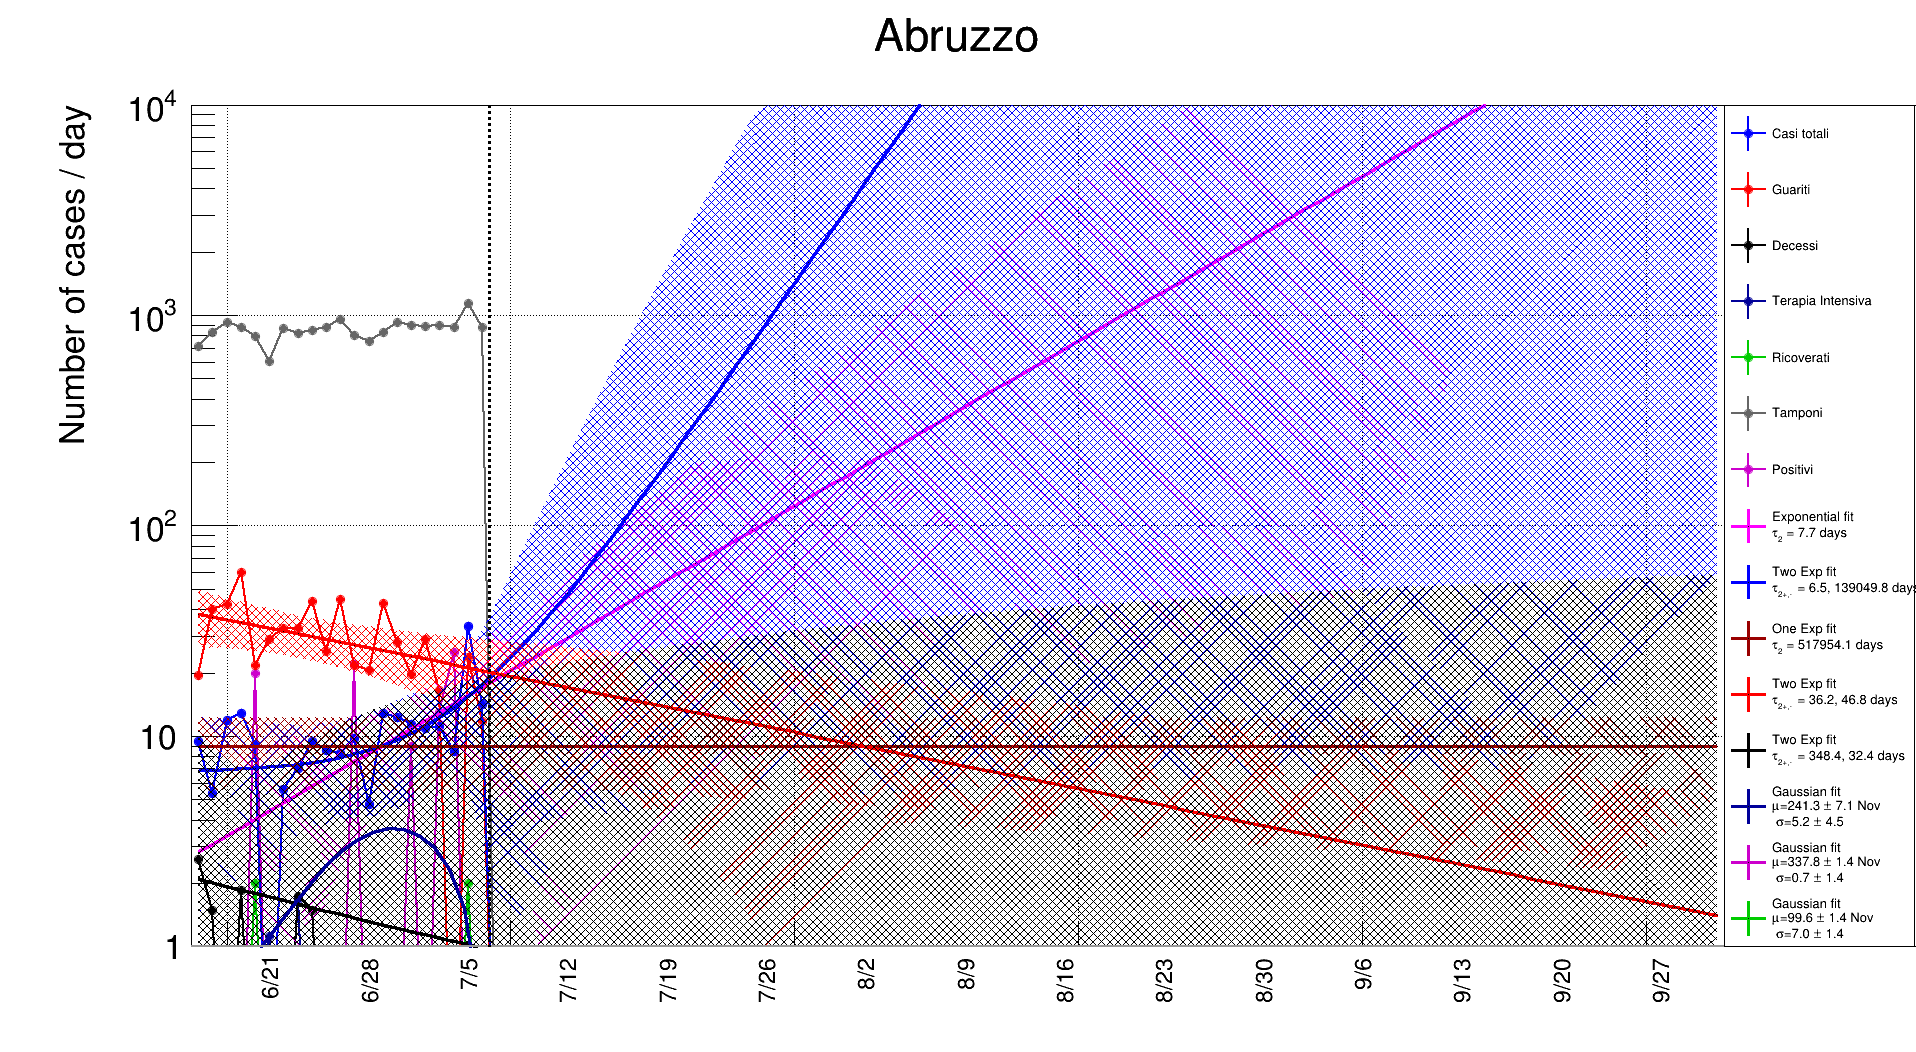 Abruzzo
Number of cases / day
10⁴
10³
10²
10
1
6/21
6/28
7/5
7/12
7/19
7/26
8/2
8/9
8/16
8/23
8/30
9/6
9/13
9/20
9/27
Casi totali
Guariti
Decessi
Terapia Intensiva
Ricoverati
Tamponi
Positivi
Exponential fit
τ₂ = 7.7 days
Two Exp fit
τ₂₊,₋ = 6.5, 139049.8 days
One Exp fit
τ₂ = 517954.1 days
Two Exp fit
τ₂₊,₋ = 36.2, 46.8 days
Two Exp fit
τ₂₊,₋ = 348.4, 32.4 days
Gaussian fit
μ=241.3 ± 7.1 Nov
σ=5.2 ± 4.5
Gaussian fit
μ=337.8 ± 1.4 Nov
σ=0.7 ± 1.4
Gaussian fit
μ=99.6 ± 1.4 Nov
σ=7.0 ± 1.4